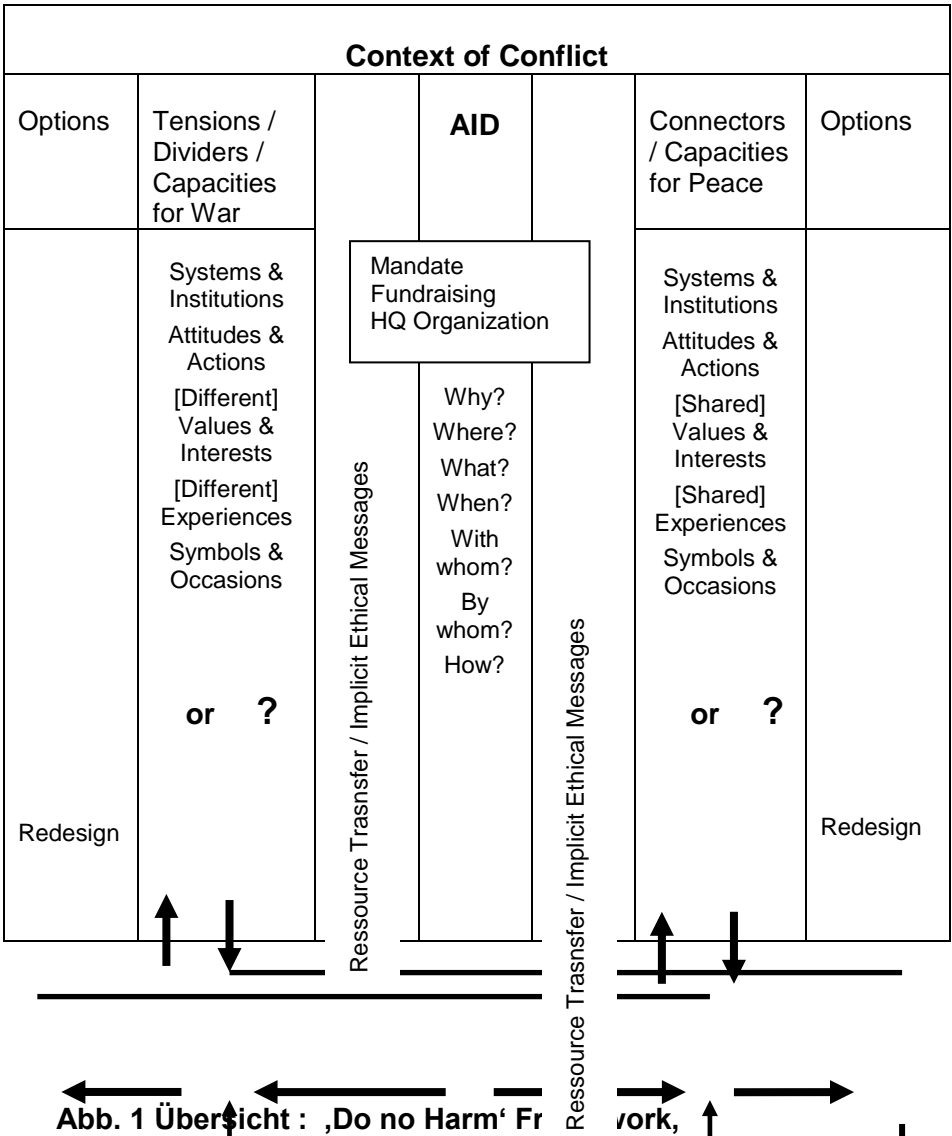 Context of Conflict
Options
Tensions /
Dividers /
Capacities
for War
AID
Connectors
/ Capacities
for Peace
Options
Systems &
Institutions
Attitudes &
Actions
[Different]
Values &
Interests
[Different]
Experiences
Symbols &
Occasions
or ?
Redesign
Ressource Trasnsfer / Implicit Ethical Messages
Mandate
Fundraising
HQ Organization
Why?
Where?
What?
When?
With
whom?
By
whom?
How?
Ressource Trasnsfer / Implicit Ethical Messages
Systems &
Institutions
Attitudes &
Actions
[Shared]
Values &
Interests
[Shared]
Experiences
Symbols &
Occasions
or ?
Redesign
Abb. 1 Übersicht : ‚Do no Harm‘